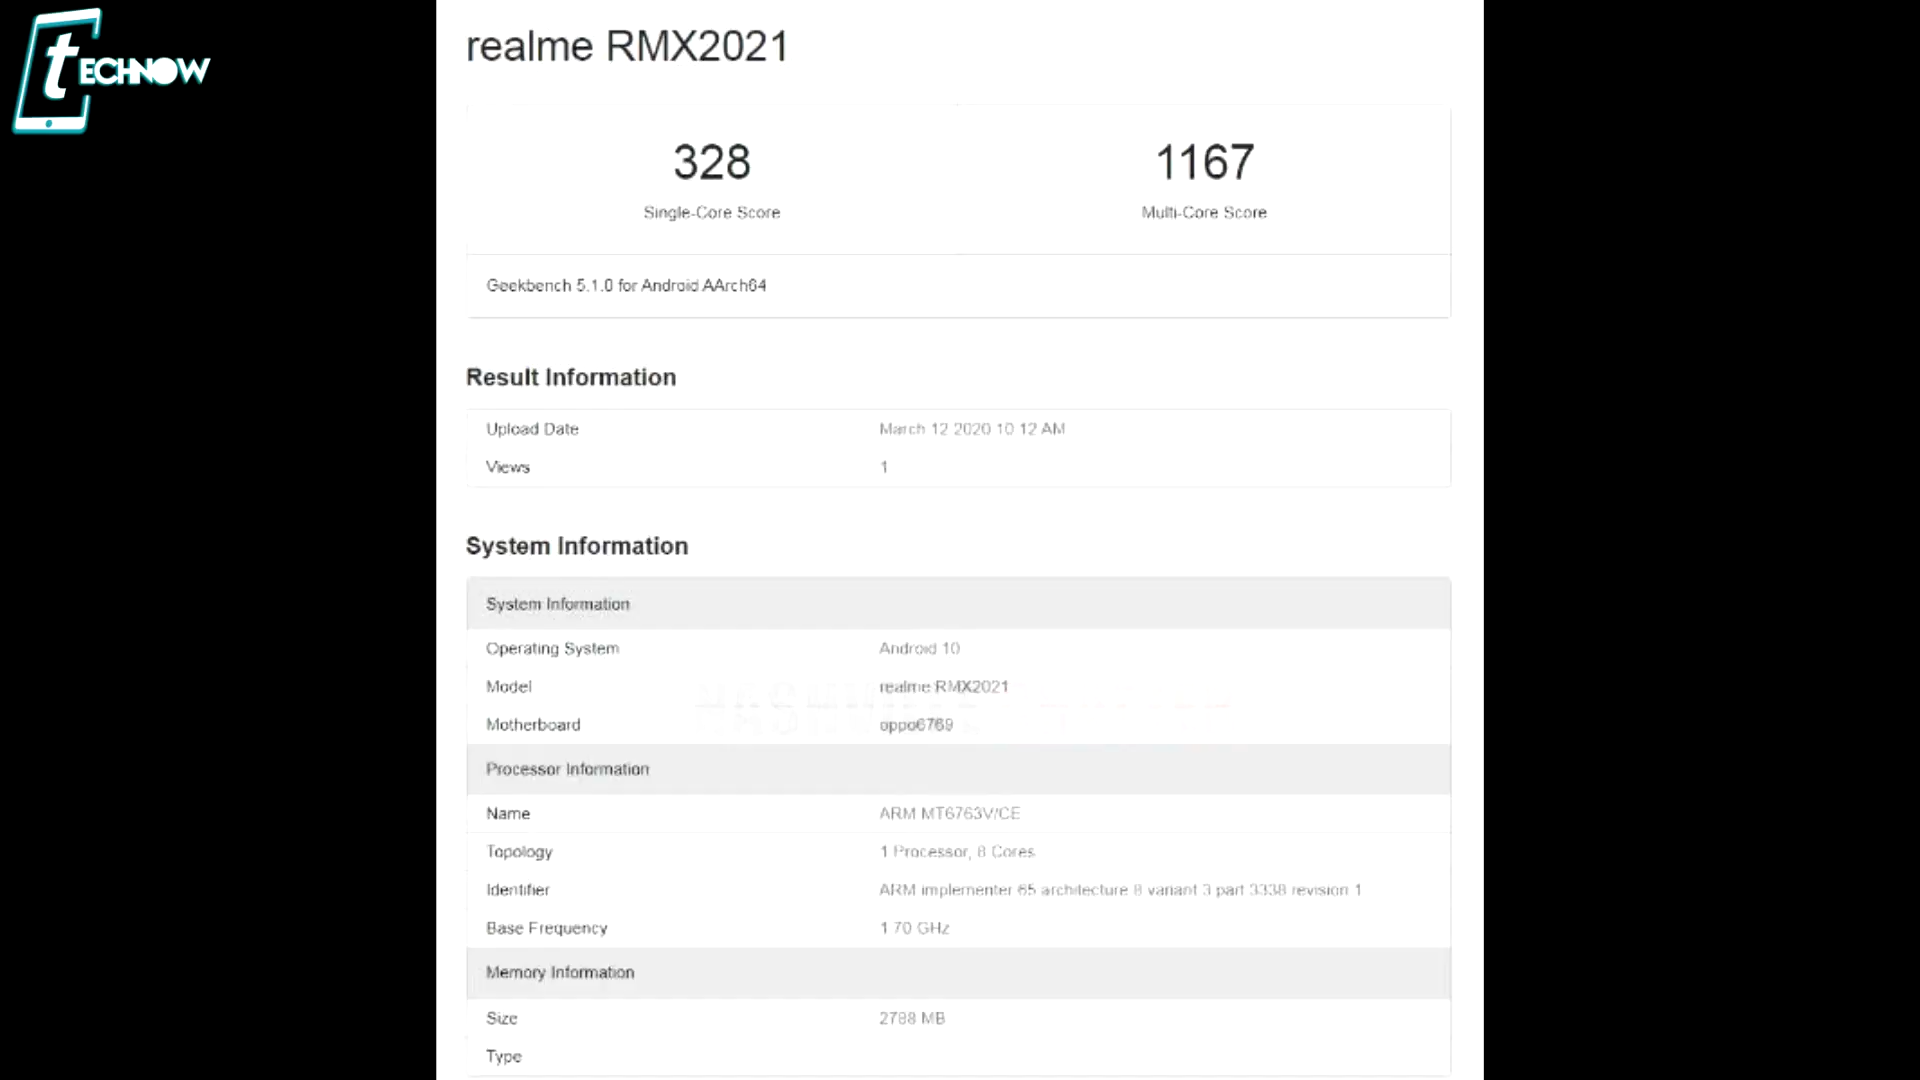 tECHNOW
realme RMX2021
328 1167
Single-Core Score Multi-Core Score
Geekbench 5.1.0 for Android AArch64
Result Information
Upload Date March 12 2020 10 12 AM
Views 1
System Information
System Information
Operating System Android 10
Model realme RMX2021
Motherboard oppo6769
Processor Information
Name ARM MT6763V/CE
Topology 1 Processor, 8 Cores
Identifier ARM implementer 65 architecture 8 variant 3 part 3338 revision 1
Base Frequency 1 70 GHz
Memory Information
Size 2788 MB
Type